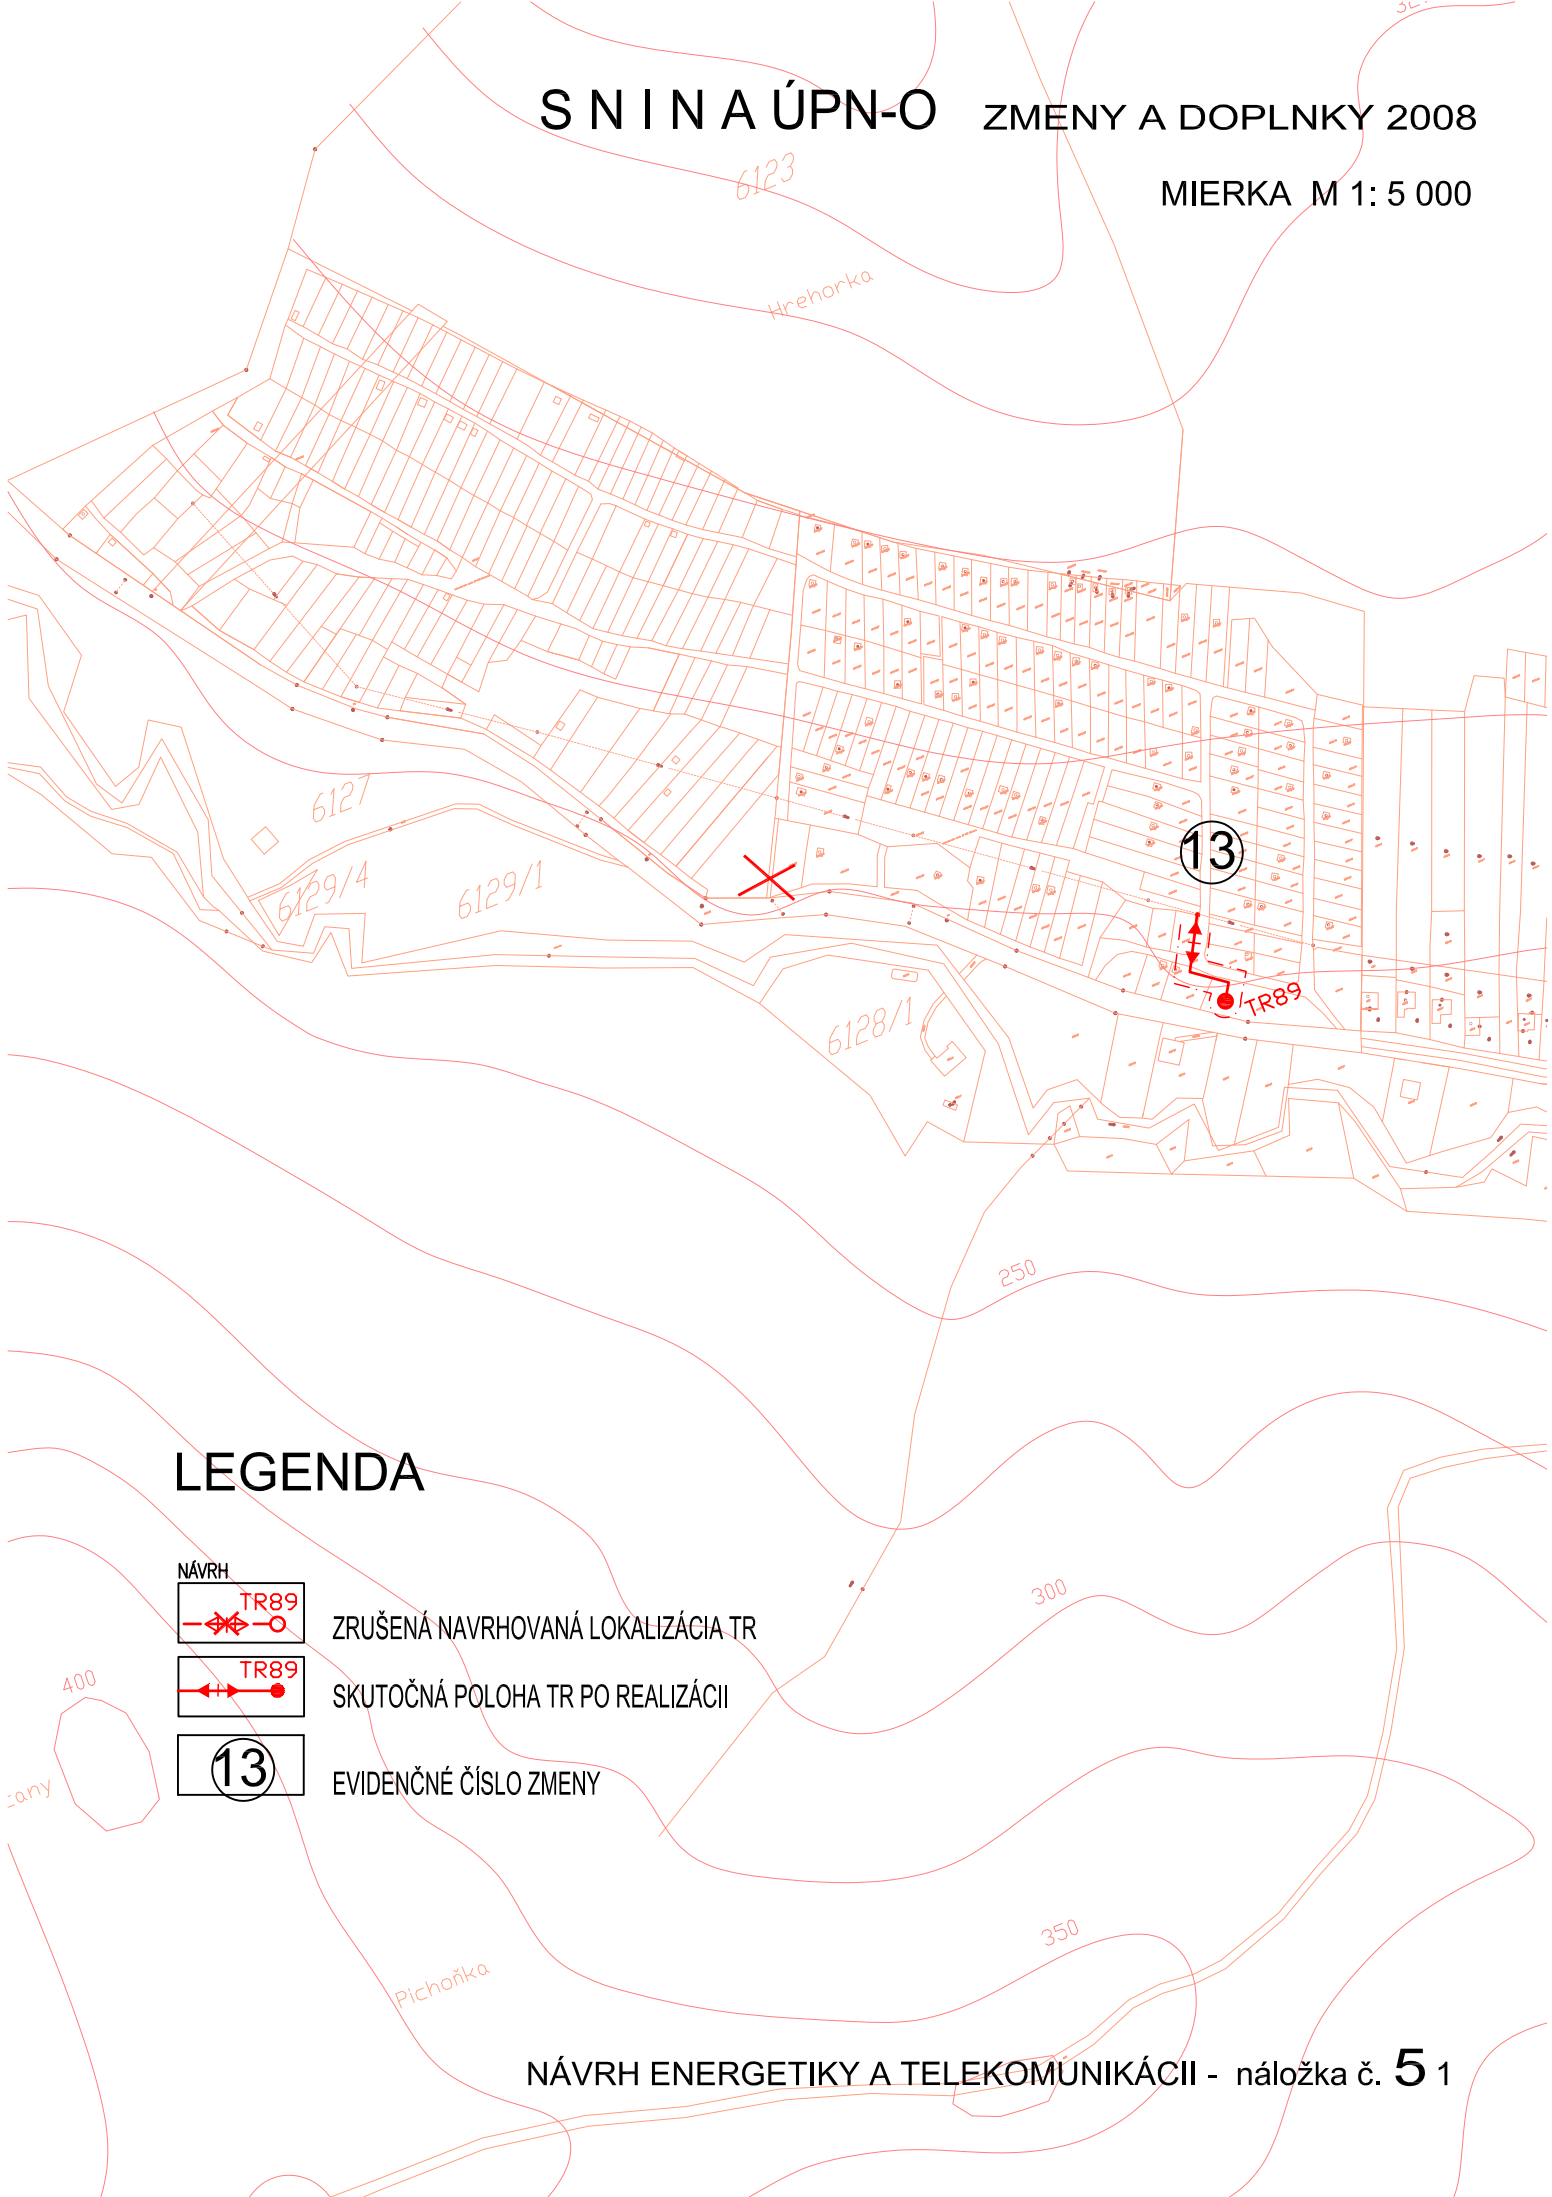 S N I N A ÚPN-O ZMENY A DOPLNKY 2008
MIERKA M 1: 5 000
6123
Hrehorka
6127
6129/4
6129/1
13
TR89
6128/1
250
LEGENDA
NÁVRH
TR89
ZRUŠENÁ NAVRHOVANÁ LOKALIZÁCIA TR
300
TR89
SKUTOČNÁ POLOHA TR PO REALIZÁCII
400
13
EVIDENČNÉ ČÍSLO ZMENY
350
Pichoňka
NÁVRH ENERGETIKY A TELEKOMUNIKÁCII - náložka č. 5 1